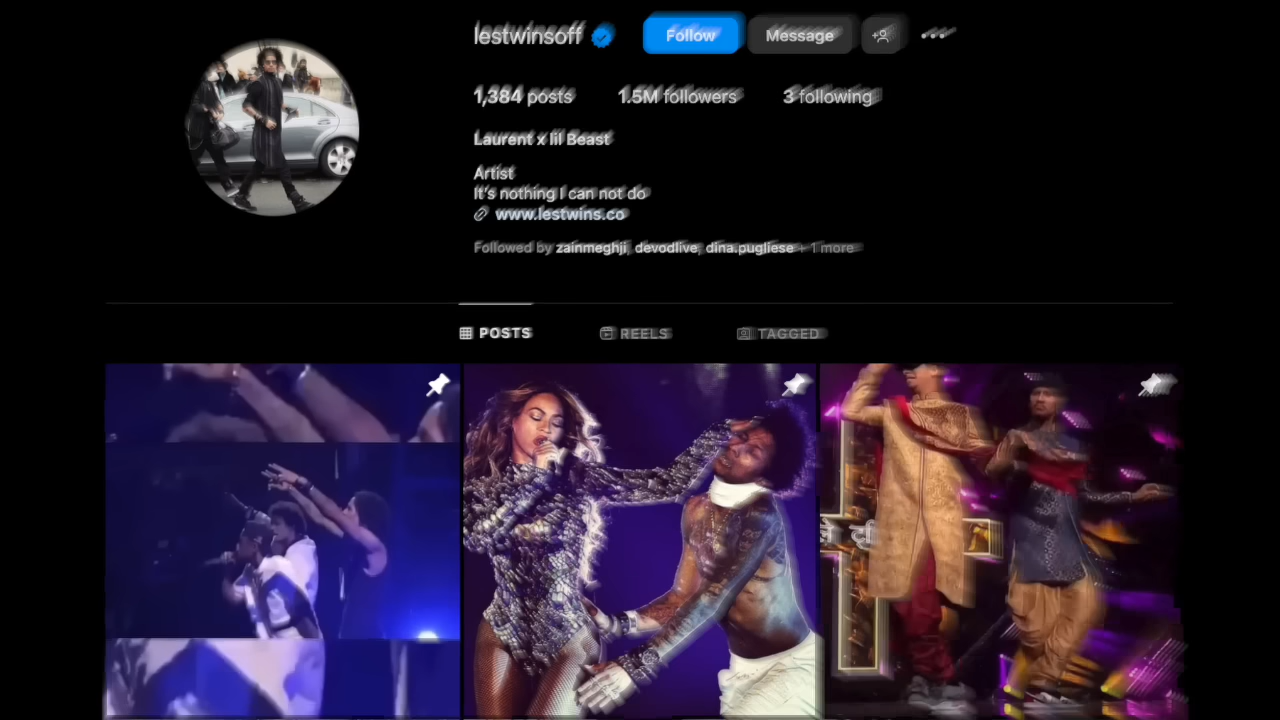 lestwinsoff Follow Message
1,384 posts 1.5M followers 3 following
Laurent x lil Beast
Artist
It's nothing I can not do
www.lestwins.co
Followed by zainmeghji, devodlive, dina.pugliese + 1 more
POSTS REELS TAGGED